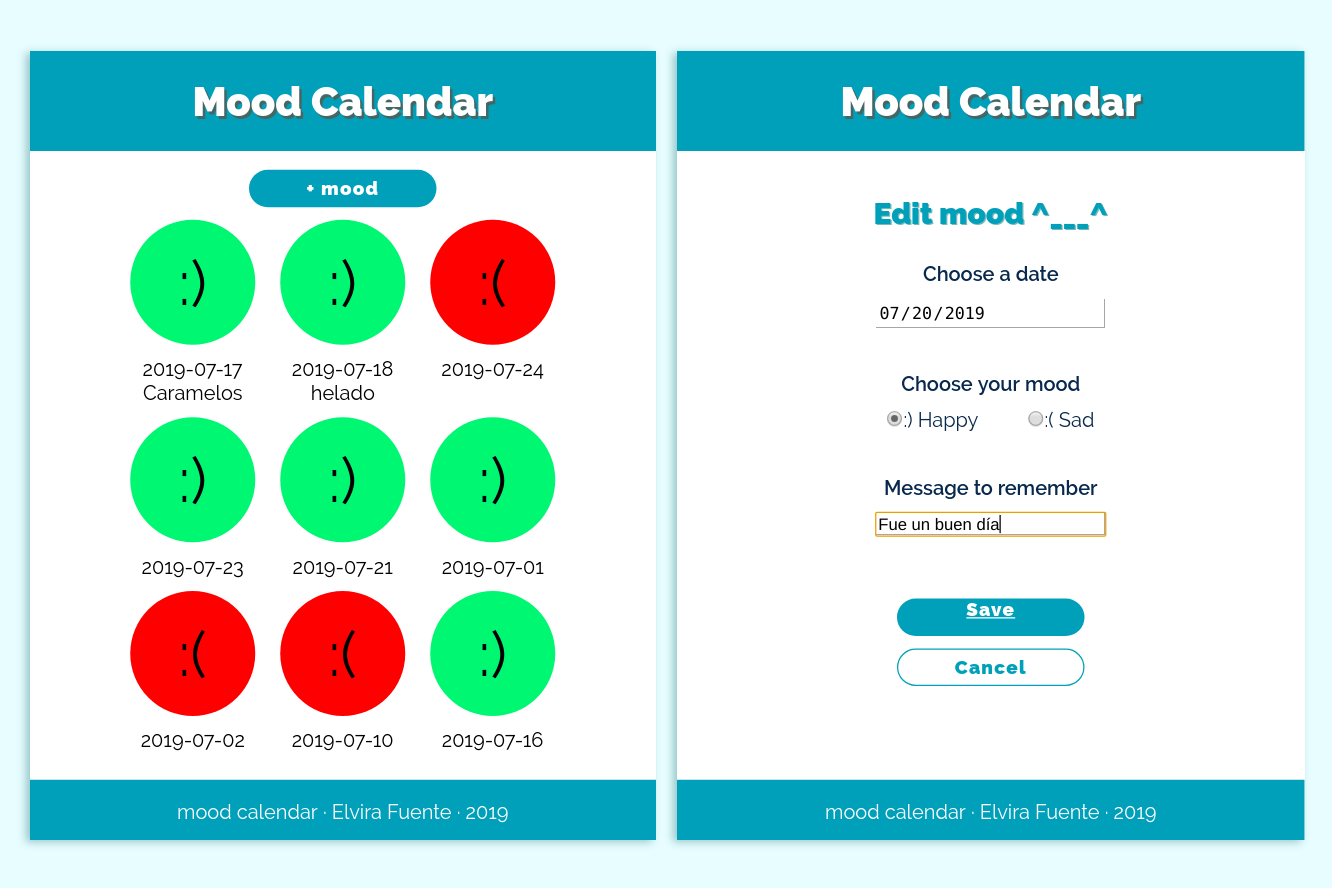 Mood Calendar
+ mood
:) :) :(
2019-07-17 2019-07-18 2019-07-24
Caramelos helado
:) :) :)
2019-07-23 2019-07-21 2019-07-01
:( :( :)
2019-07-02 2019-07-10 2019-07-16
mood calendar · Elvira Fuente · 2019
Mood Calendar
Edit mood ^___^
Choose a date
07/20/2019
Choose your mood
:) Happy :( Sad
Message to remember
Fue un buen día
Save
Cancel
mood calendar · Elvira Fuente · 2019